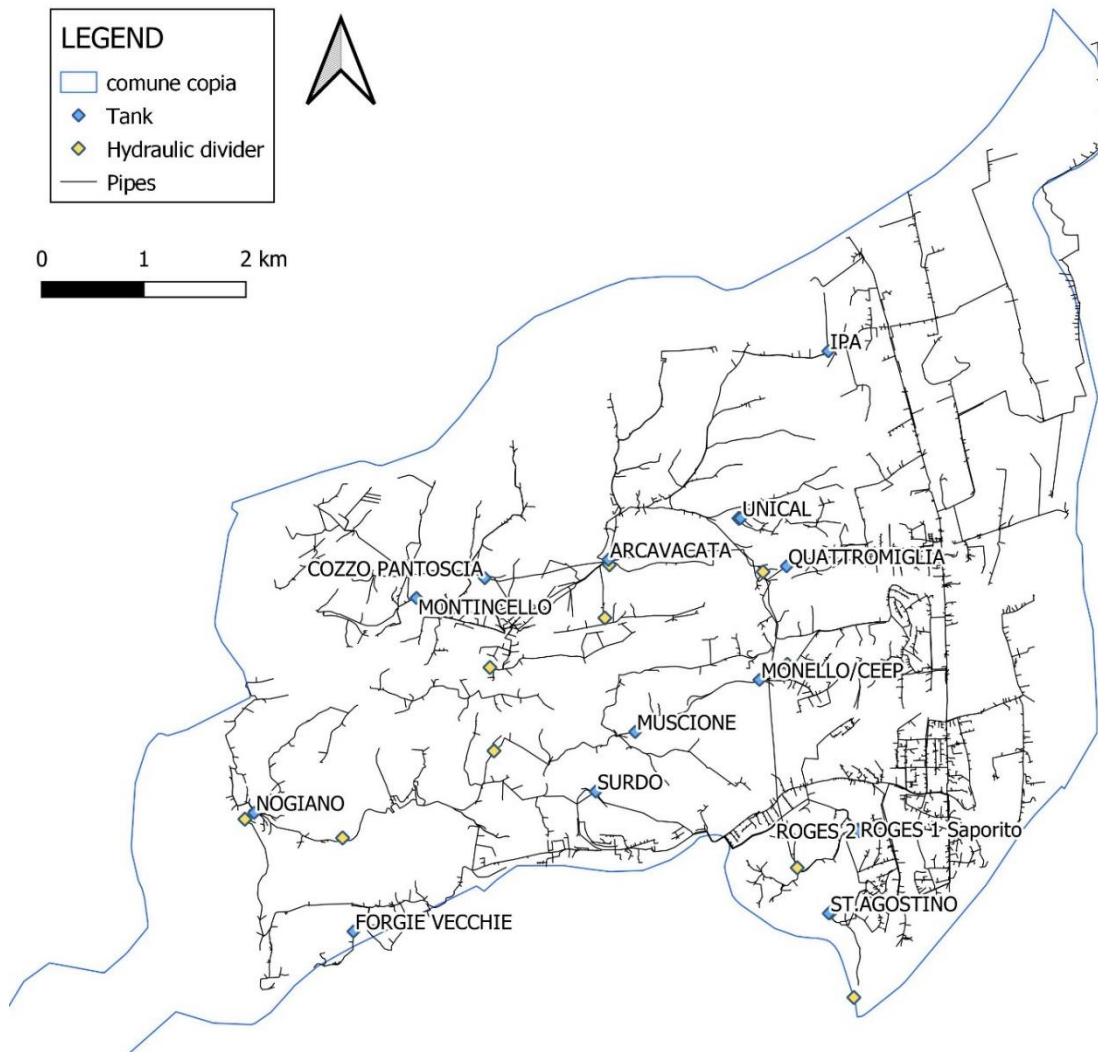 LEGEND
comune copia
Tank
Hydraulic divider
Pipes
0 1 2 km
IPA
UNICAL
ARCAVACATA
QUATTROMIGLIA
COZZO PANTOSCIA
MONTINCELLO
MONELLO/CEEP
MUSCIONE
SURDO
NOGIANO
ROGES 2
ROGES 1 Saporito
ST.AGOSTINO
FORGIE VECCHIE